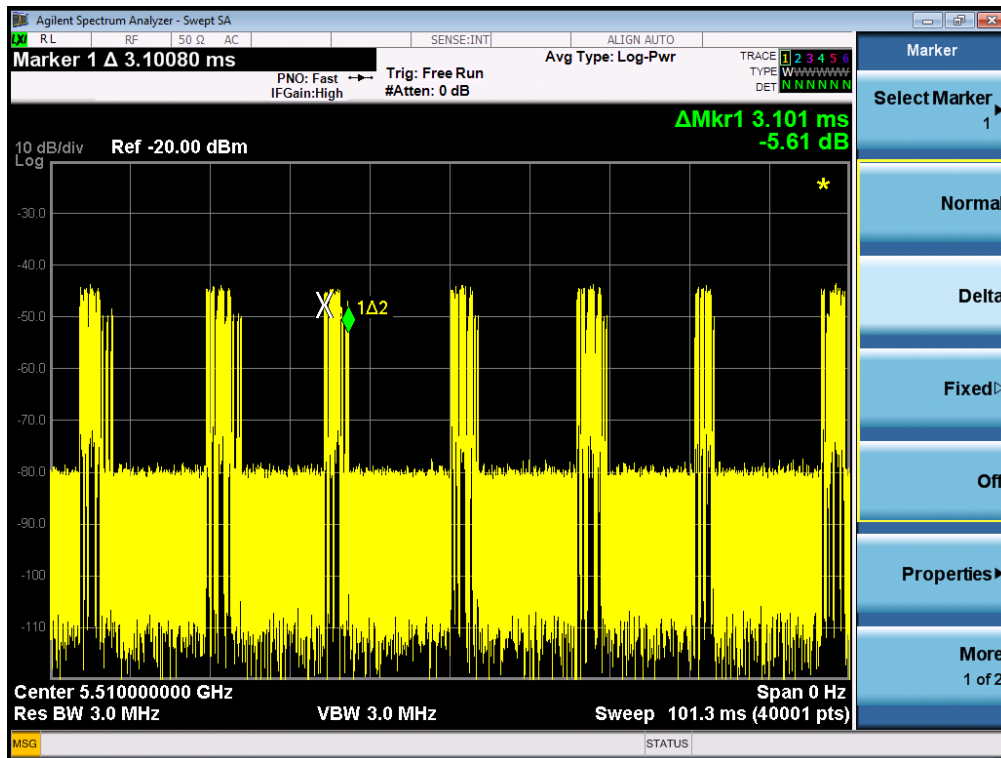 Agilent Spectrum Analyzer - Swept SA
LXI RL RF 50 Ω AC SENSE:INT ALIGN AUTO
Marker 1 Δ 3.10080 ms
PNO: Fast
IFGain:High
Trig: Free Run
#Atten: 0 dB
Avg Type: Log-Pwr
TRACE 1 2 3 4 5 6
TYPE WWWWWW
DET N N N N N N
ΔMkr1 3.101 ms
-5.61 dB
10 dB/div Ref -20.00 dBm
Log
-30.0
-40.0
-50.0
-60.0
-70.0
-80.0
-90.0
-100
-110
X
1Δ2
*
Center 5.510000000 GHz Span 0 Hz
Res BW 3.0 MHz VBW 3.0 MHz Sweep 101.3 ms (40001 pts)
MSG STATUS
Marker
Select Marker
1
Normal
Delta
Fixed
Off
Properties
More
1 of 2